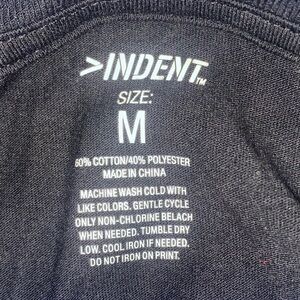 >INDENT™
SIZE:
M
60% COTTON/40% POLYESTER
MADE IN CHINA
MACHINE WASH COLD WITH
LIKE COLORS. GENTLE CYCLE
ONLY NON-CHLORINE BELACH
WHEN NEEDED. TUMBLE DRY
LOW. COOL IRON IF NEEDED.
DO NOT IRON ON PRINT.